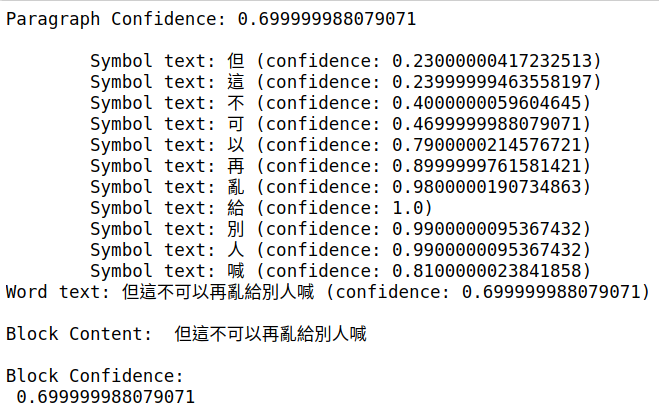 Paragraph Confidence: 0.699999988079071
Symbol text: 但 (confidence: 0.23000000417232513)
Symbol text: 這 (confidence: 0.23999999463558197)
Symbol text: 不 (confidence: 0.4000000059604645)
Symbol text: 可 (confidence: 0.4699999988079071)
Symbol text: 以 (confidence: 0.7900000214576721)
Symbol text: 再 (confidence: 0.8999999761581421)
Symbol text: 亂 (confidence: 0.9800000190734863)
Symbol text: 給 (confidence: 1.0)
Symbol text: 別 (confidence: 0.9900000095367432)
Symbol text: 人 (confidence: 0.9900000095367432)
Symbol text: 喊 (confidence: 0.8100000023841858)
Word text: 但這不可以再亂給別人喊 (confidence: 0.699999988079071)
Block Content:  但這不可以再亂給別人喊
Block Confidence:
0.699999988079071